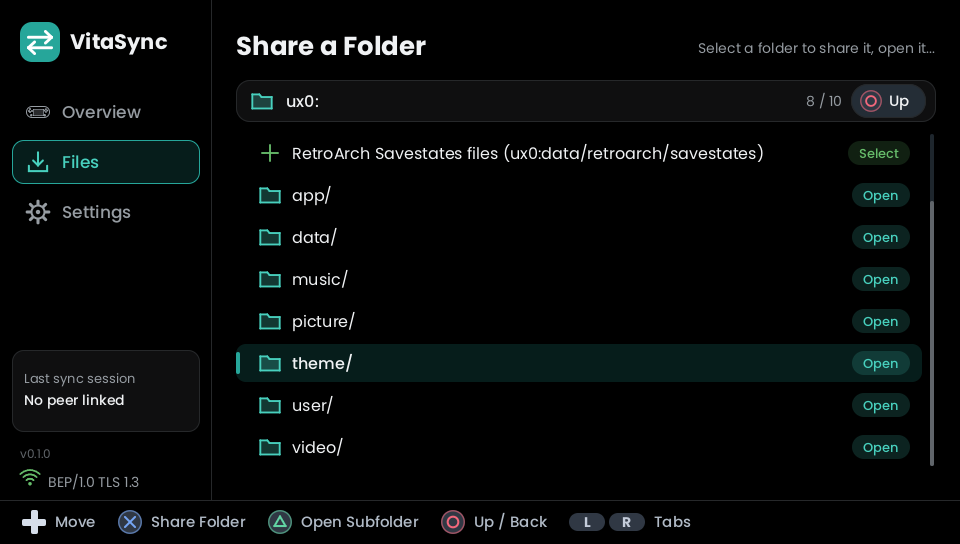 VitaSync
Overview
Files
Settings
Last sync session
No peer linked
v0.1.0
BEP/1.0 TLS 1.3
Share a Folder
Select a folder to share it, open it...
ux0:
8 / 10
Up
RetroArch Savestates files (ux0:data/retroarch/savestates)
Select
app/
Open
data/
Open
music/
Open
picture/
Open
theme/
Open
user/
Open
video/
Open
Move
Share Folder
Open Subfolder
Up / Back
L
R
Tabs